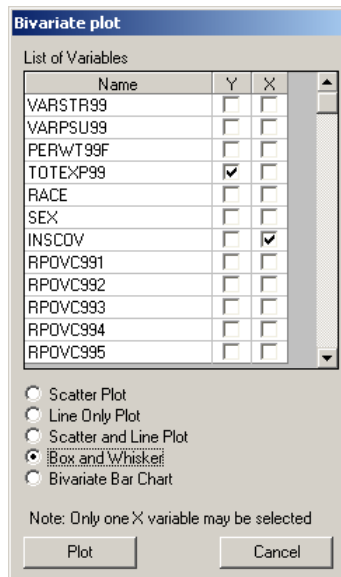 Bivariate plot
List of Variables
Name Y X
VARSTR99
VARPSU99
PERWT99F
TOTEXP99
RACE
SEX
INSCOV
RPOVC991
RPOVC992
RPOVC993
RPOVC994
RPOVC995
Scatter Plot
Line Only Plot
Scatter and Line Plot
Box and Whisker
Bivariate Bar Chart
Note: Only one X variable may be selected
Plot Cancel